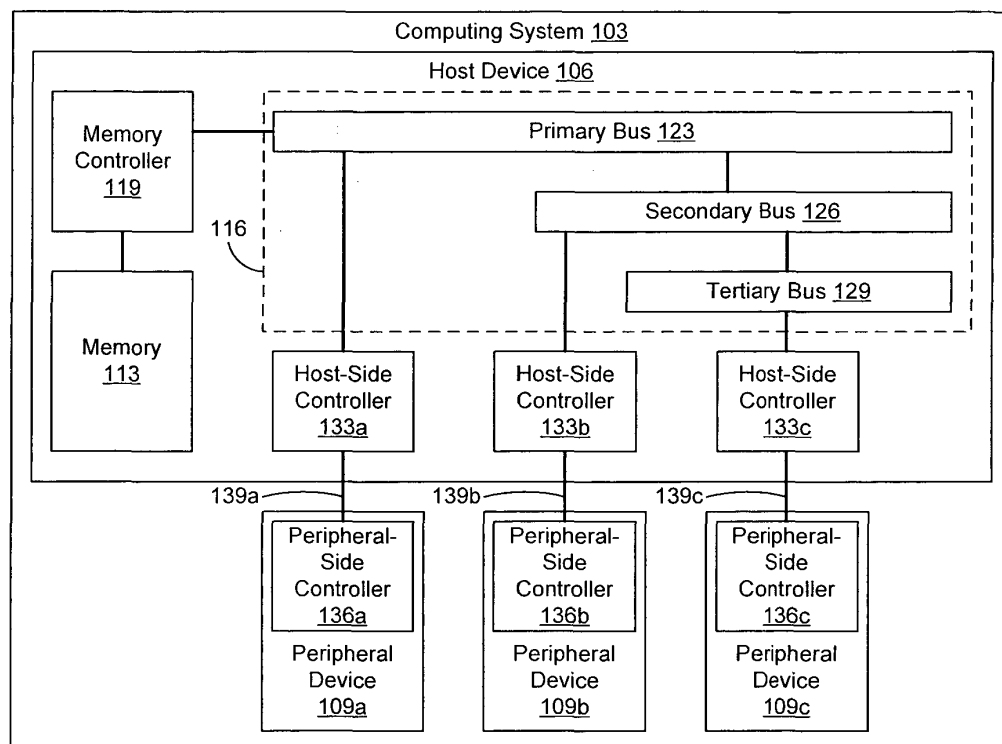 Computing System 103
Host Device 106
Memory
Controller
119
Primary Bus 123
Secondary Bus 126
116
Tertiary Bus 129
Memory
113
Host-Side
Controller
133a
Host-Side
Controller
133b
Host-Side
Controller
133c
139a
139b
139c
Peripheral-
Side
Controller
136a
Peripheral
Device
109a
Peripheral-
Side
Controller
136b
Peripheral
Device
109b
Peripheral-
Side
Controller
136c
Peripheral
Device
109c